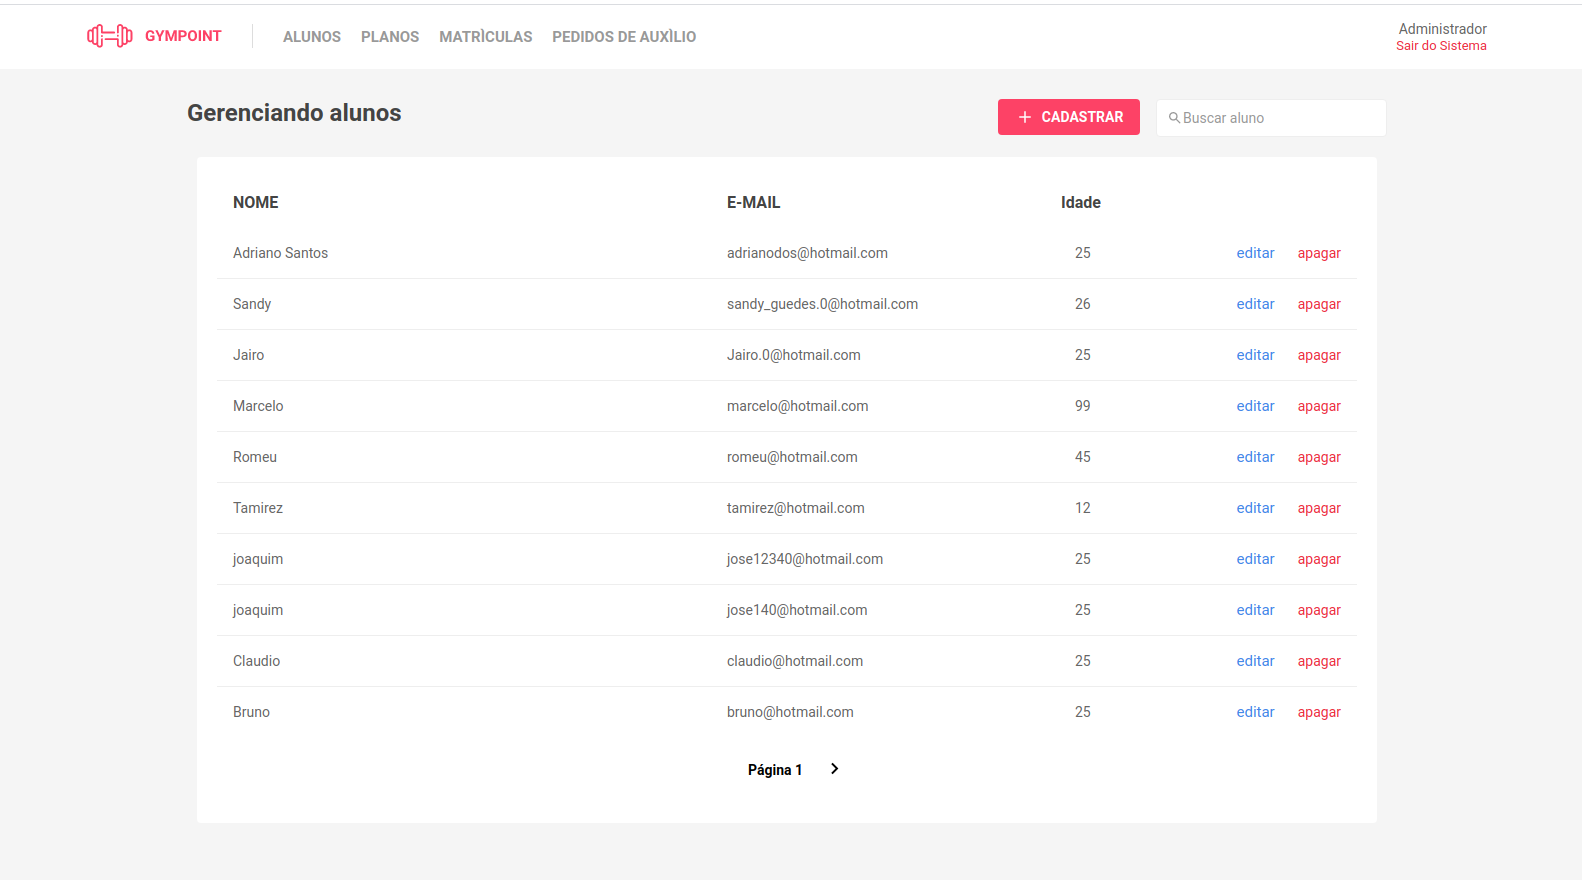 GYMPOINT ALUNOS PLANOS MATRÌCULAS PEDIDOS DE AUXÌLIO Administrador
Sair do Sistema
Gerenciando alunos CADASTRAR Buscar aluno
NOME E-MAIL Idade
Adriano Santos adrianodos@hotmail.com 25 editar apagar
Sandy sandy_guedes.0@hotmail.com 26 editar apagar
Jairo Jairo.0@hotmail.com 25 editar apagar
Marcelo marcelo@hotmail.com 99 editar apagar
Romeu romeu@hotmail.com 45 editar apagar
Tamirez tamirez@hotmail.com 12 editar apagar
joaquim jose12340@hotmail.com 25 editar apagar
joaquim jose140@hotmail.com 25 editar apagar
Claudio claudio@hotmail.com 25 editar apagar
Bruno bruno@hotmail.com 25 editar apagar
Página 1